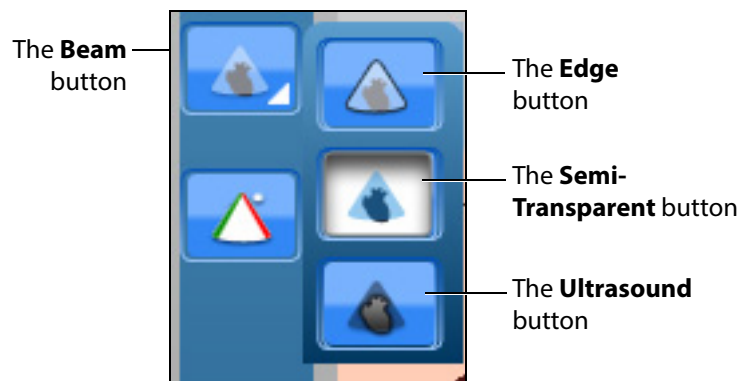 The Beam
button
The Edge
button
The Semi-
Transparent button
The Ultrasound
button